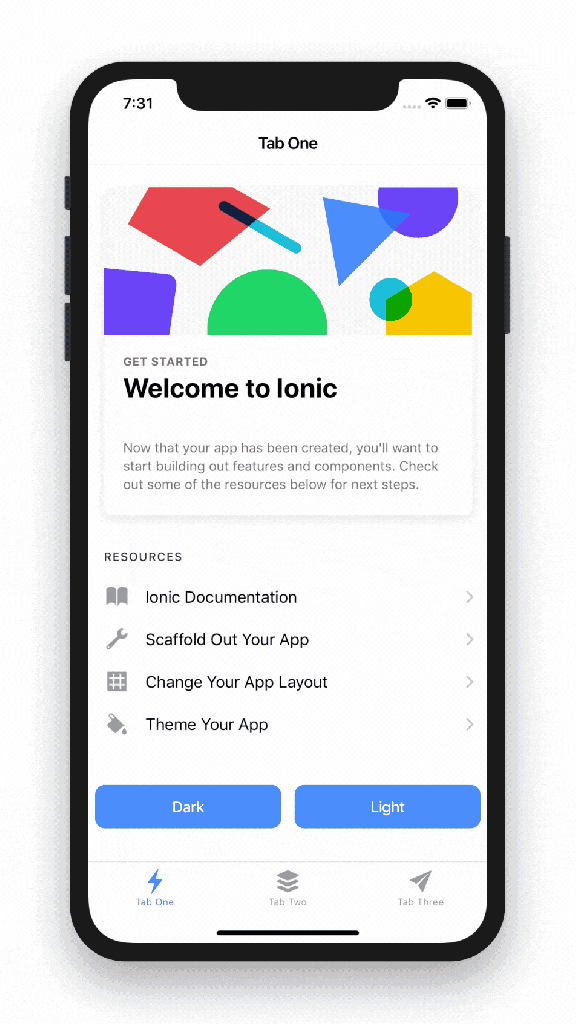 7:31
Tab One
GET STARTED
Welcome to Ionic
Now that your app has been created, you'll want to
start building out features and components. Check
out some of the resources below for next steps.
RESOURCES
Ionic Documentation
Scaffold Out Your App
Change Your App Layout
Theme Your App
Dark Light
Tab One Tab Two Tab Three